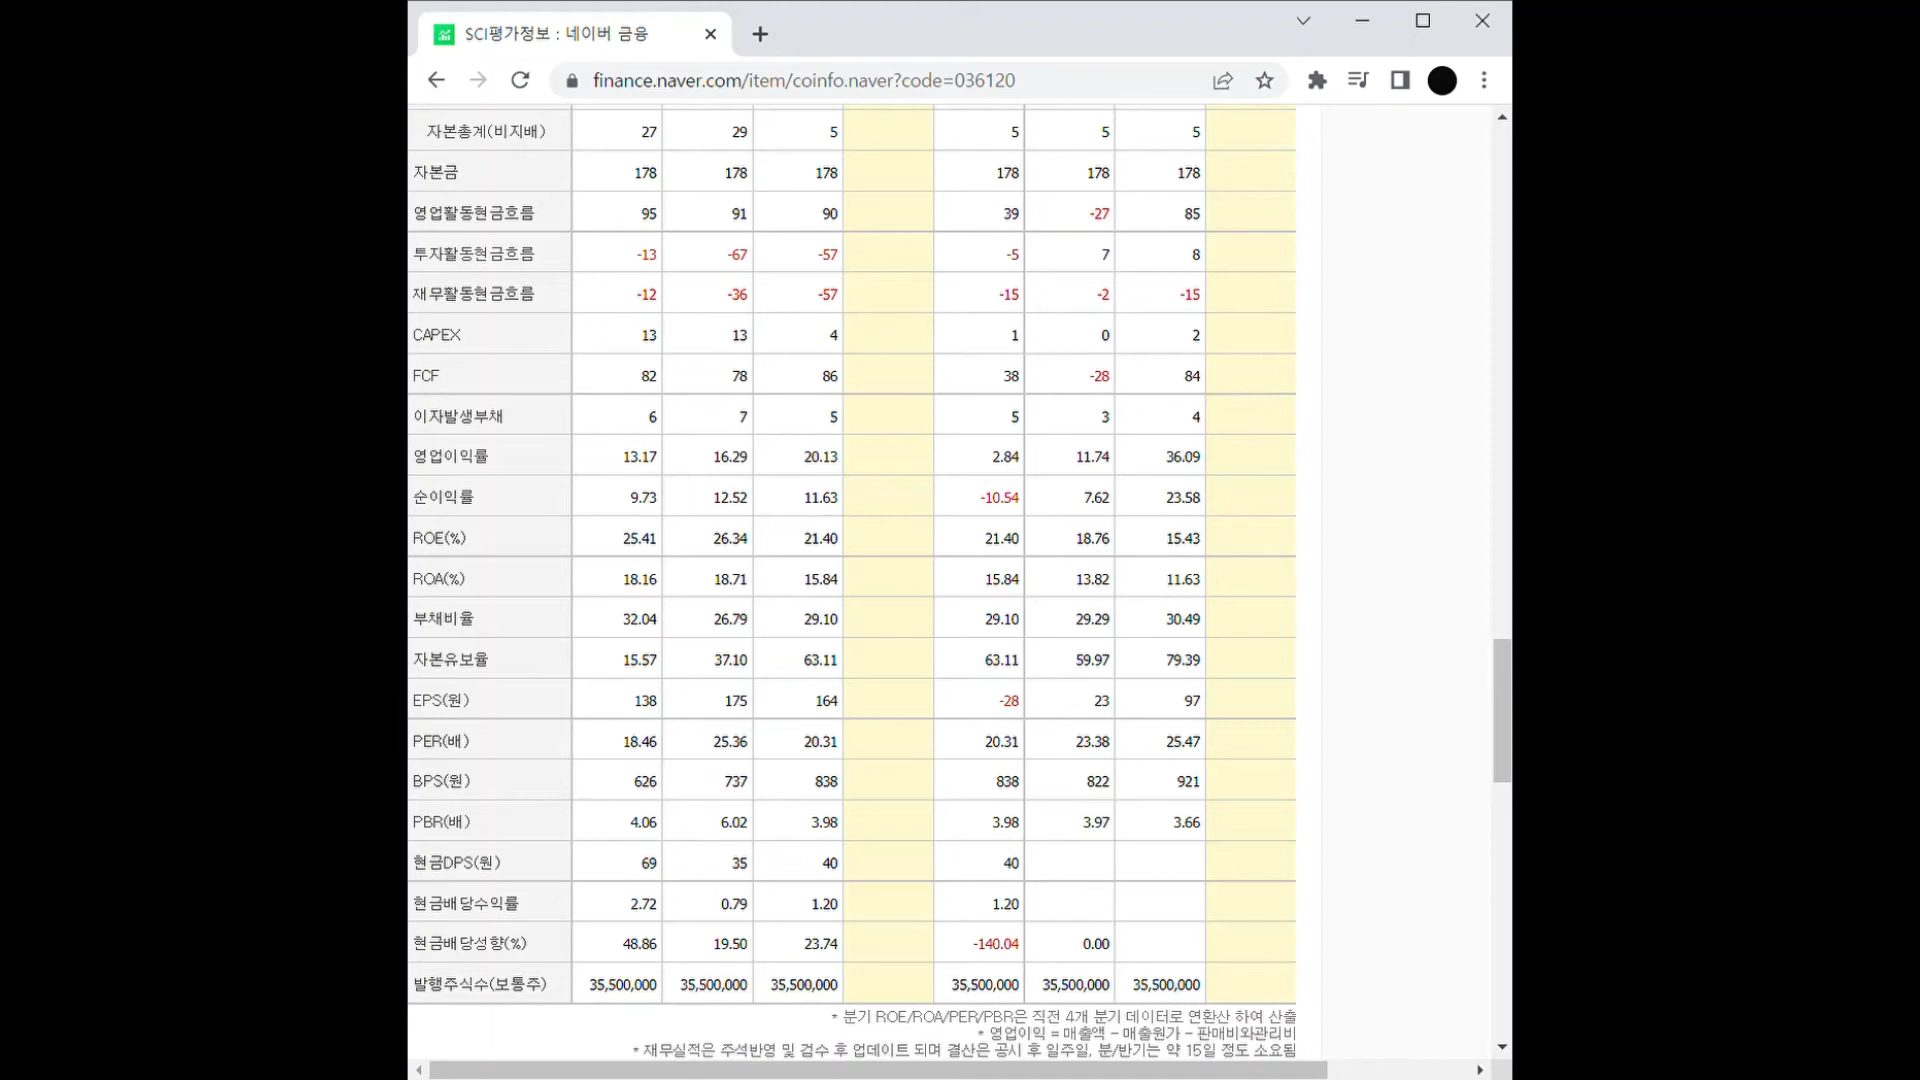 SCI평가정보 : 네이버 금융
finance.naver.com/item/coinfo.naver?code=036120
자본총계(비지배) 27 29 5 5 5 5
자본금 178 178 178 178 178 178
영업활동현금흐름 95 91 90 39 -27 85
투자활동현금흐름 -13 -67 -57 -5 7 8
재무활동현금흐름 -12 -36 -57 -15 -2 -15
CAPEX 13 13 4 1 0 2
FCF 82 78 86 38 -28 84
이자발생부채 6 7 5 5 3 4
영업이익률 13.17 16.29 20.13 2.84 11.74 36.09
순이익률 9.73 12.52 11.63 -10.54 7.62 23.58
ROE(%) 25.41 26.34 21.40 21.40 18.76 15.43
ROA(%) 18.16 18.71 15.84 15.84 13.82 11.63
부채비율 32.04 26.79 29.10 29.10 29.29 30.49
자본유보율 15.57 37.10 63.11 63.11 59.97 79.39
EPS(원) 138 175 164 -28 23 97
PER(배) 18.46 25.36 20.31 20.31 23.38 25.47
BPS(원) 626 737 838 838 822 921
PBR(배) 4.06 6.02 3.98 3.98 3.97 3.66
현금DPS(원) 69 35 40 40
현금배당수익률 2.72 0.79 1.20 1.20
현금배당성향(%) 48.86 19.50 23.74 -140.04 0.00
발행주식수(보통주) 35,500,000 35,500,000 35,500,000 35,500,000 35,500,000 35,500,000
* 분기 ROE/ROA/PER/PBR은 직전 4개 분기 데이터로 연환산 하여 산출
* 영업이익 = 매출액 - 매출원가 - 판매비와관리비
* 재무실적은 주석반영 및 검수 후 업데이트 되며 결산은 공시 후 일주일, 분/반기는 약 15일 정도 소요됨